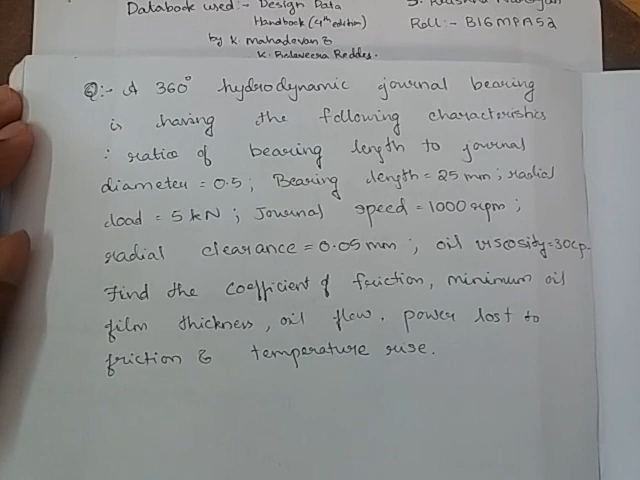 Databook used:- Design Data
Handbook (4th edition)
by K. Mahadevan &
K. Balaveera Reddy.
Roll:- B16MPA52
Q:- A 360° hydrodynamic journal bearing
is having the following characteristics
: ratio of bearing length to journal
diameter = 0.5; Bearing length = 25 mm; radial
load = 5 kN; Journal speed = 1000 rpm;
radial clearance = 0.05 mm; oil viscosity = 30cp.
Find the coefficient of friction, minimum oil
film thickness, oil flow, power lost to
friction & temperature rise.